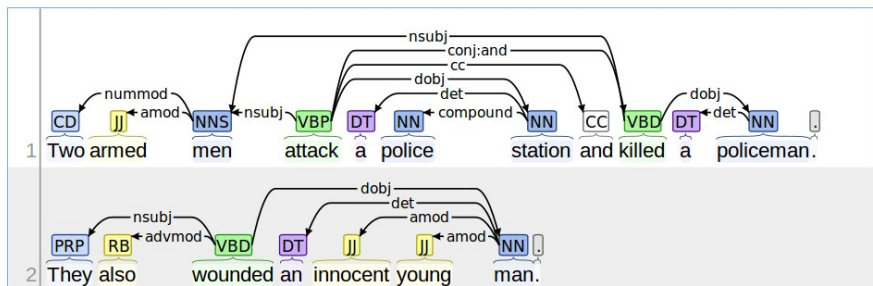 nsubj
conj:and
cc
dobj
nummod det dobj
CD JJ amod NNS nsubj VBP DT NN compound NN CC VBD DT det NN .
1 Two armed men attack a police station and killed a policeman.
dobj
det
nsubj amod
PRP RB advmod VBD DT JJ JJ amod NN .
2 They also wounded an innocent young man.